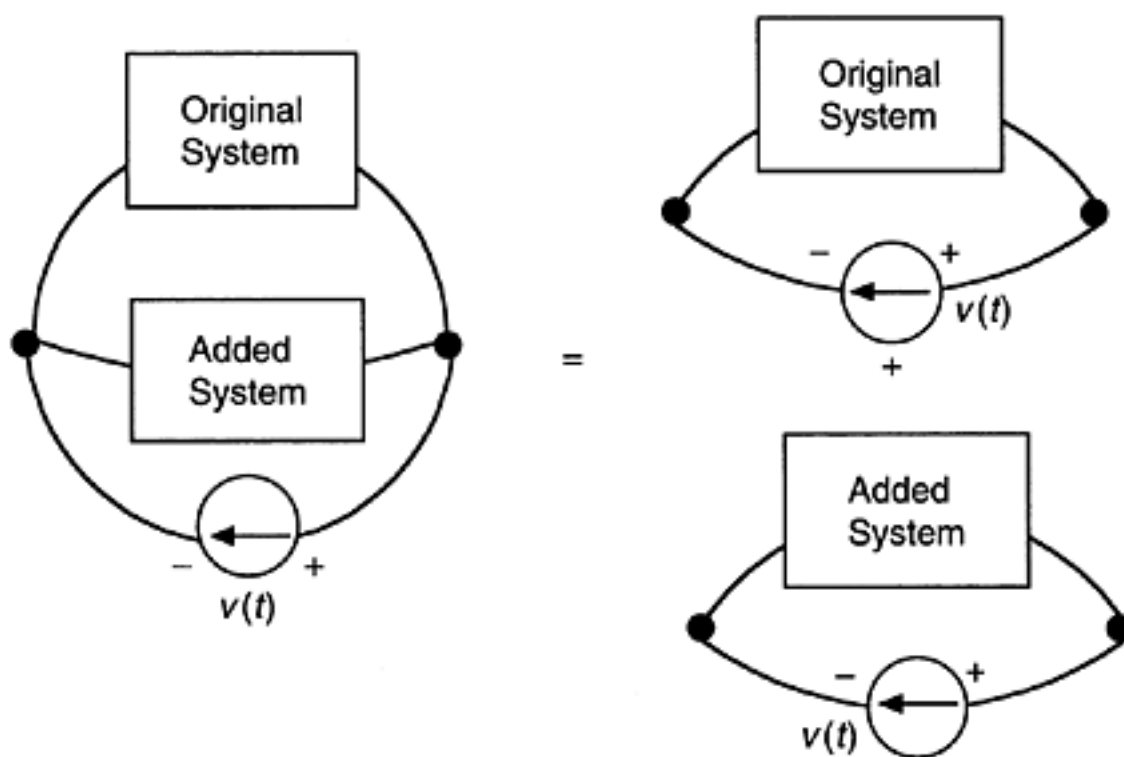 Original
System
Added
System
− +
v(t)
=
Original
System
− +
v(t)
+
Added
System
− +
v(t)